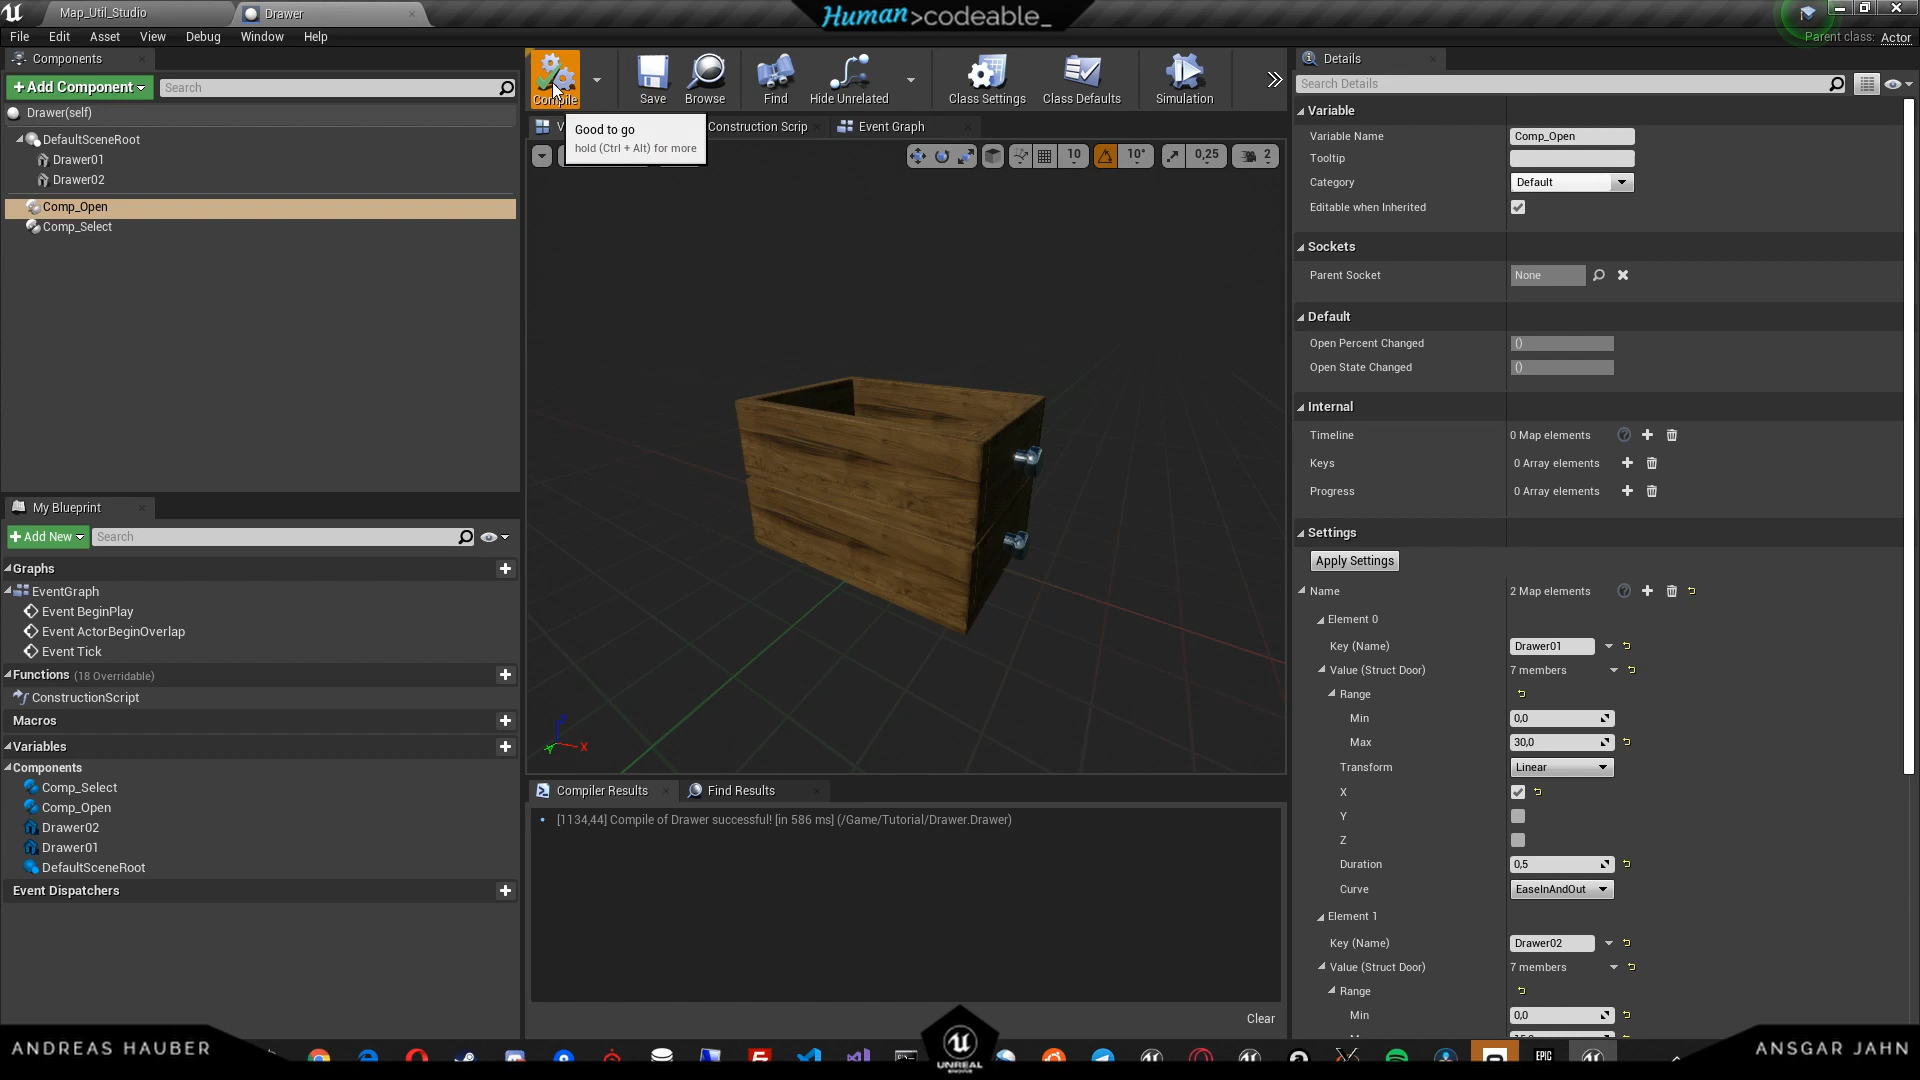 Map_Util_Studio
Drawer
Human>codeable_
File
Edit
Asset
View
Debug
Window
Help
Parent class: Actor
Components
+Add Component
Search
Drawer(self)
DefaultSceneRoot
Drawer01
Drawer02
Comp_Open
Comp_Select
Compile
Save
Browse
Find
Hide Unrelated
Class Settings
Class Defaults
Simulation
V
Construction Scrip
Event Graph
Good to go
hold (Ctrl + Alt) for more
10
10°
0,25
2
My Blueprint
+Add New
Search
Graphs
EventGraph
Event BeginPlay
Event ActorBeginOverlap
Event Tick
Functions (18 Overridable)
ConstructionScript
Macros
Variables
Components
Comp_Select
Comp_Open
Drawer02
Drawer01
DefaultSceneRoot
Event Dispatchers
X
Compiler Results
Find Results
[1134,44] Compile of Drawer successful! [in 586 ms] (/Game/Tutorial/Drawer.Drawer)
Clear
Details
Search Details
Variable
Variable Name
Comp_Open
Tooltip
Category
Default
Editable when Inherited
Sockets
Parent Socket
None
Default
Open Percent Changed
()
Open State Changed
()
Internal
Timeline
0 Map elements
Keys
0 Array elements
Progress
0 Array elements
Settings
Apply Settings
Name
2 Map elements
Element 0
Key (Name)
Drawer01
Value (Struct Door)
7 members
Range
Min
0,0
Max
30,0
Transform
Linear
X
Y
Z
Duration
0,5
Curve
EaseInAndOut
Element 1
Key (Name)
Drawer02
Value (Struct Door)
7 members
Range
Min
0,0
ANDREAS HAUBER
UNREAL
ENGINE
EPIC
ANSGAR JAHN